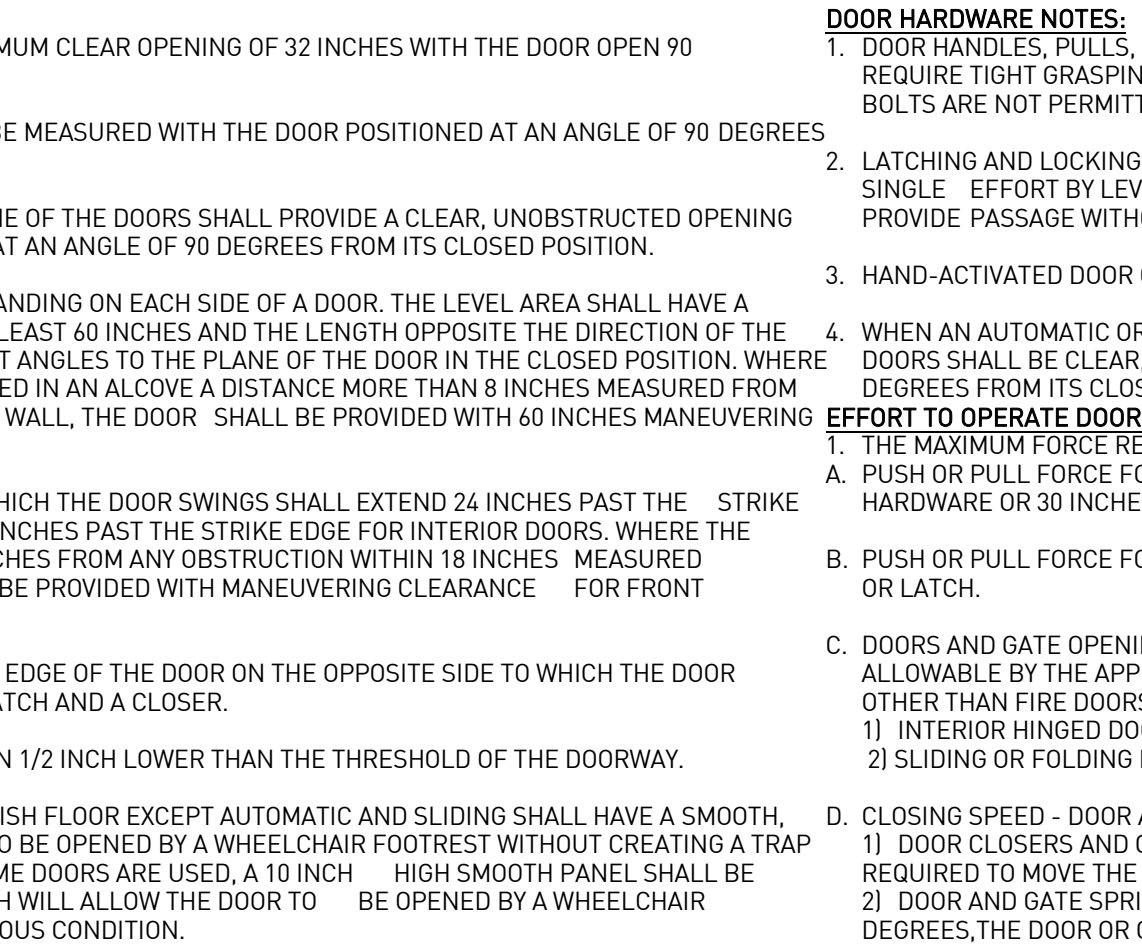 MUM CLEAR OPENING OF 32 INCHES WITH THE DOOR OPEN 90
BE MEASURED WITH THE DOOR POSITIONED AT AN ANGLE OF 90 DEGREES
OF THE DOORS SHALL PROVIDE A CLEAR, UNOBSTRUCTED OPENING
AT AN ANGLE OF 90 DEGREES FROM ITS CLOSED POSITION.
ANDING ON EACH SIDE OF A DOOR. THE LEVEL AREA SHALL HAVE A
LEAST 60 INCHES AND THE LENGTH OPPOSITE THE DIRECTION OF THE
T ANGLES TO THE PLANE OF THE DOOR IN THE CLOSED POSITION. WHERE
ED IN AN ALCOVE A DISTANCE MORE THAN 8 INCHES MEASURED FROM
WALL, THE DOOR SHALL BE PROVIDED WITH 60 INCHES MANEUVERING
HICH THE DOOR SWINGS SHALL EXTEND 24 INCHES PAST THE STRIKE
INCHES PAST THE STRIKE EDGE FOR INTERIOR DOORS. WHERE THE
CHES FROM ANY OBSTRUCTION WITHIN 18 INCHES MEASURED
BE PROVIDED WITH MANEUVERING CLEARANCE FOR FRONT
EDGE OF THE DOOR ON THE OPPOSITE SIDE TO WHICH THE DOOR
ATCH AND A CLOSER.
N 1/2 INCH LOWER THAN THE THRESHOLD OF THE DOORWAY.
ISH FLOOR EXCEPT AUTOMATIC AND SLIDING SHALL HAVE A SMOOTH,
O BE OPENED BY A WHEELCHAIR FOOTREST WITHOUT CREATING A TRAP
ME DOORS ARE USED, A 10 INCH HIGH SMOOTH PANEL SHALL BE
H WILL ALLOW THE DOOR TO BE OPENED BY A WHEELCHAIR
OUS CONDITION.
DOOR HARDWARE NOTES:
1. DOOR HANDLES, PULLS,
REQUIRE TIGHT GRASPIN
BOLTS ARE NOT PERMITT
2. LATCHING AND LOCKING
SINGLE EFFORT BY LEV
PROVIDE PASSAGE WITHO
3. HAND-ACTIVATED DOOR
4. WHEN AN AUTOMATIC OR
DOORS SHALL BE CLEAR,
DEGREES FROM ITS CLOS
EFFORT TO OPERATE DOOR
1. THE MAXIMUM FORCE RE
A. PUSH OR PULL FORCE FO
HARDWARE OR 30 INCHE
B. PUSH OR PULL FORCE FO
OR LATCH.
C. DOORS AND GATE OPENI
ALLOWABLE BY THE APP
OTHER THAN FIRE DOORS
1) INTERIOR HINGED DO
2) SLIDING OR FOLDING
D. CLOSING SPEED - DOOR
1) DOOR CLOSERS AND
REQUIRED TO MOVE THE
2) DOOR AND GATE SPRI
DEGREES,THE DOOR OR